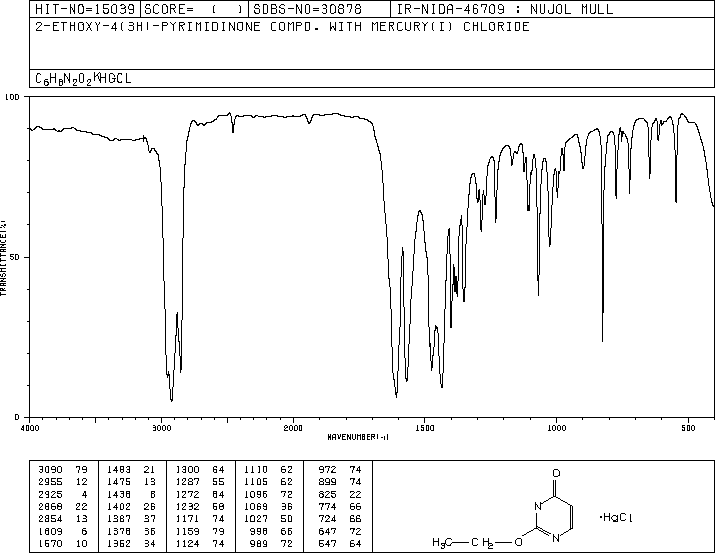 HIT-NO=15039 SCORE= ( ) SDBS-NO=30878 IR-NIDA-46709 : NUJOL MULL
2-ETHOXY-4(3H)-PYRIMIDINONE COMPD. WITH MERCURY(I) CHLORIDE
C6H8N2O2*HGCL
100
TRANSMITTANCE(%)
50
0
4000 3000 2000 1500 1000 500
WAVENUMBER(-1)
3090 79 1483 21 1300 64 1110 62 972 74
2955 12 1475 13 1287 55 1105 62 899 74
2925 4 1438 8 1272 64 1096 72 825 22
2868 22 1402 26 1232 68 1069 36 774 66
2854 13 1387 37 1171 74 1027 50 724 66
1609 6 1378 36 1159 79 998 66 647 72
1570 10 1362 34 1124 74 989 72 547 64
O
N
N
O
H3C
·HgCl